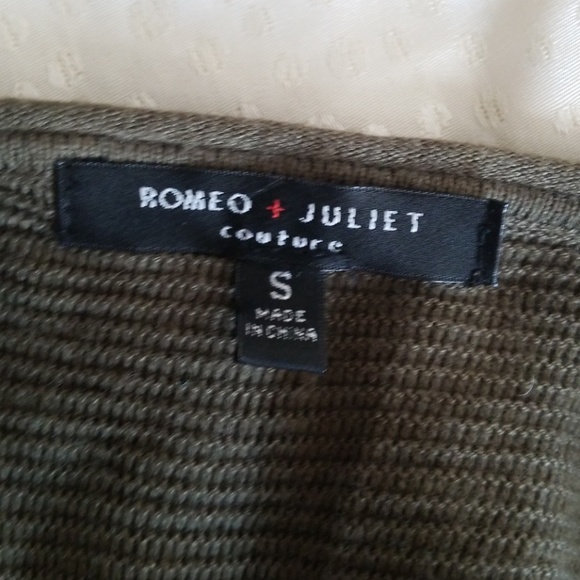 ROMEO + JULIET
couture
S
MADE
IN CHINA